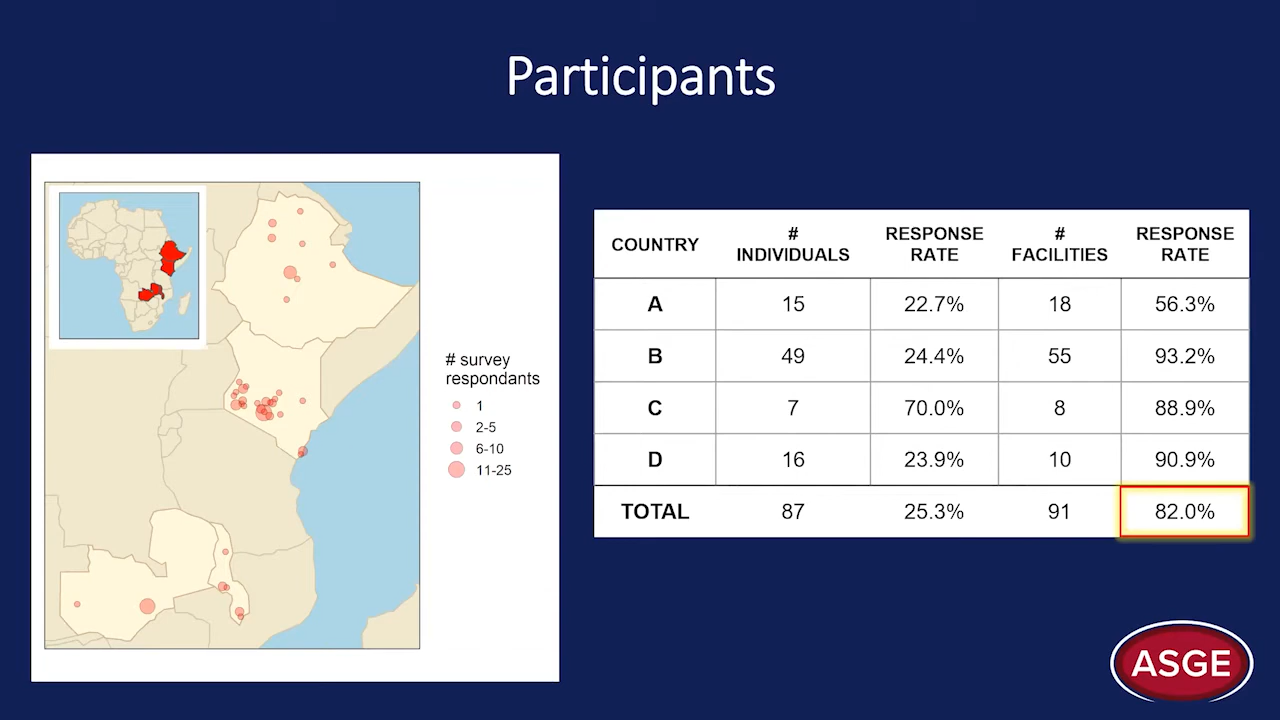 Participants
# survey
respondants
1
2-5
6-10
11-25
COUNTRY # INDIVIDUALS RESPONSE RATE # FACILITIES RESPONSE RATE
A 15 22.7% 18 56.3%
B 49 24.4% 55 93.2%
C 7 70.0% 8 88.9%
D 16 23.9% 10 90.9%
TOTAL 87 25.3% 91 82.0%
ASGE